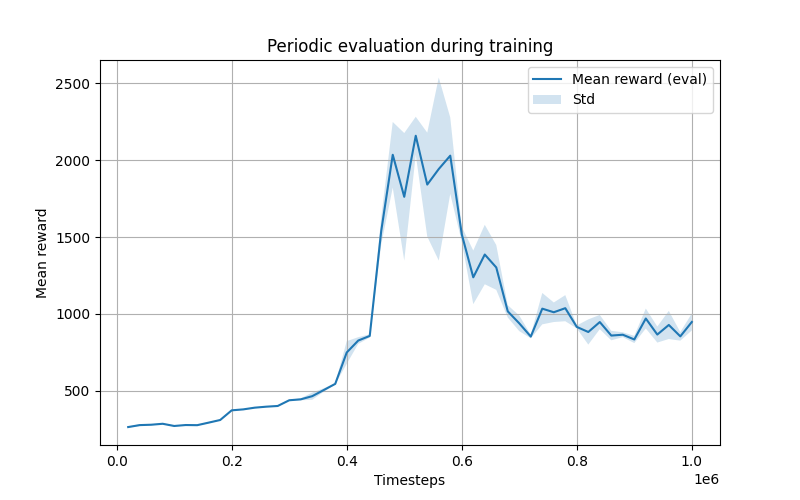 Periodic evaluation during training
Mean reward (eval)
Std
2500
2000
1500
1000
500
Mean reward
0.0 0.2 0.4 0.6 0.8 1.0
1e6
Timesteps